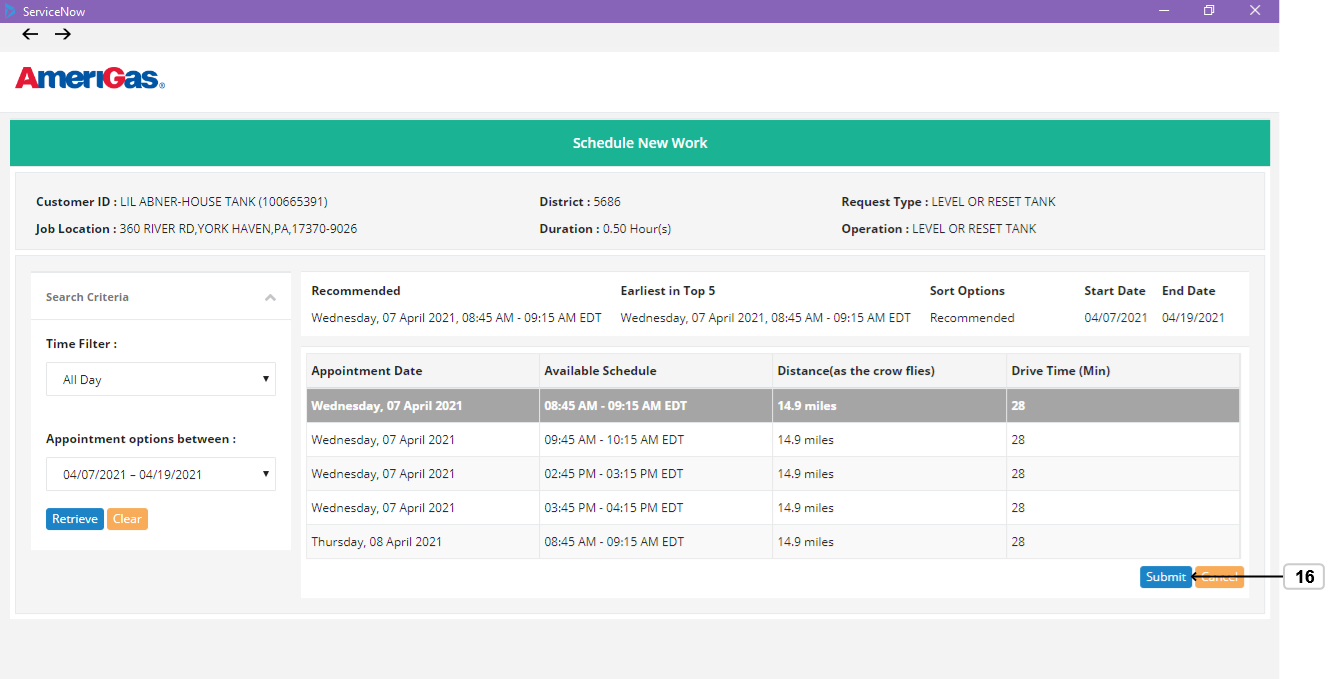 ServiceNow
AmeriGas®
Schedule New Work
Customer ID : LIL ABNER-HOUSE TANK (100665391) District : 5686 Request Type : LEVEL OR RESET TANK
Job Location : 360 RIVER RD,YORK HAVEN,PA,17370-9026 Duration : 0.50 Hour(s) Operation : LEVEL OR RESET TANK
Search Criteria
Time Filter :
All Day
Appointment options between :
04/07/2021 – 04/19/2021
Retrieve Clear
Recommended Earliest in Top 5 Sort Options Start Date End Date
Wednesday, 07 April 2021, 08:45 AM - 09:15 AM EDT Wednesday, 07 April 2021, 08:45 AM - 09:15 AM EDT Recommended 04/07/2021 04/19/2021
Appointment Date Available Schedule Distance(as the crow flies) Drive Time (Min)
Wednesday, 07 April 2021 08:45 AM - 09:15 AM EDT 14.9 miles 28
Wednesday, 07 April 2021 09:45 AM - 10:15 AM EDT 14.9 miles 28
Wednesday, 07 April 2021 02:45 PM - 03:15 PM EDT 14.9 miles 28
Wednesday, 07 April 2021 03:45 PM - 04:15 PM EDT 14.9 miles 28
Thursday, 08 April 2021 08:45 AM - 09:15 AM EDT 14.9 miles 28
Submit Cancel 16